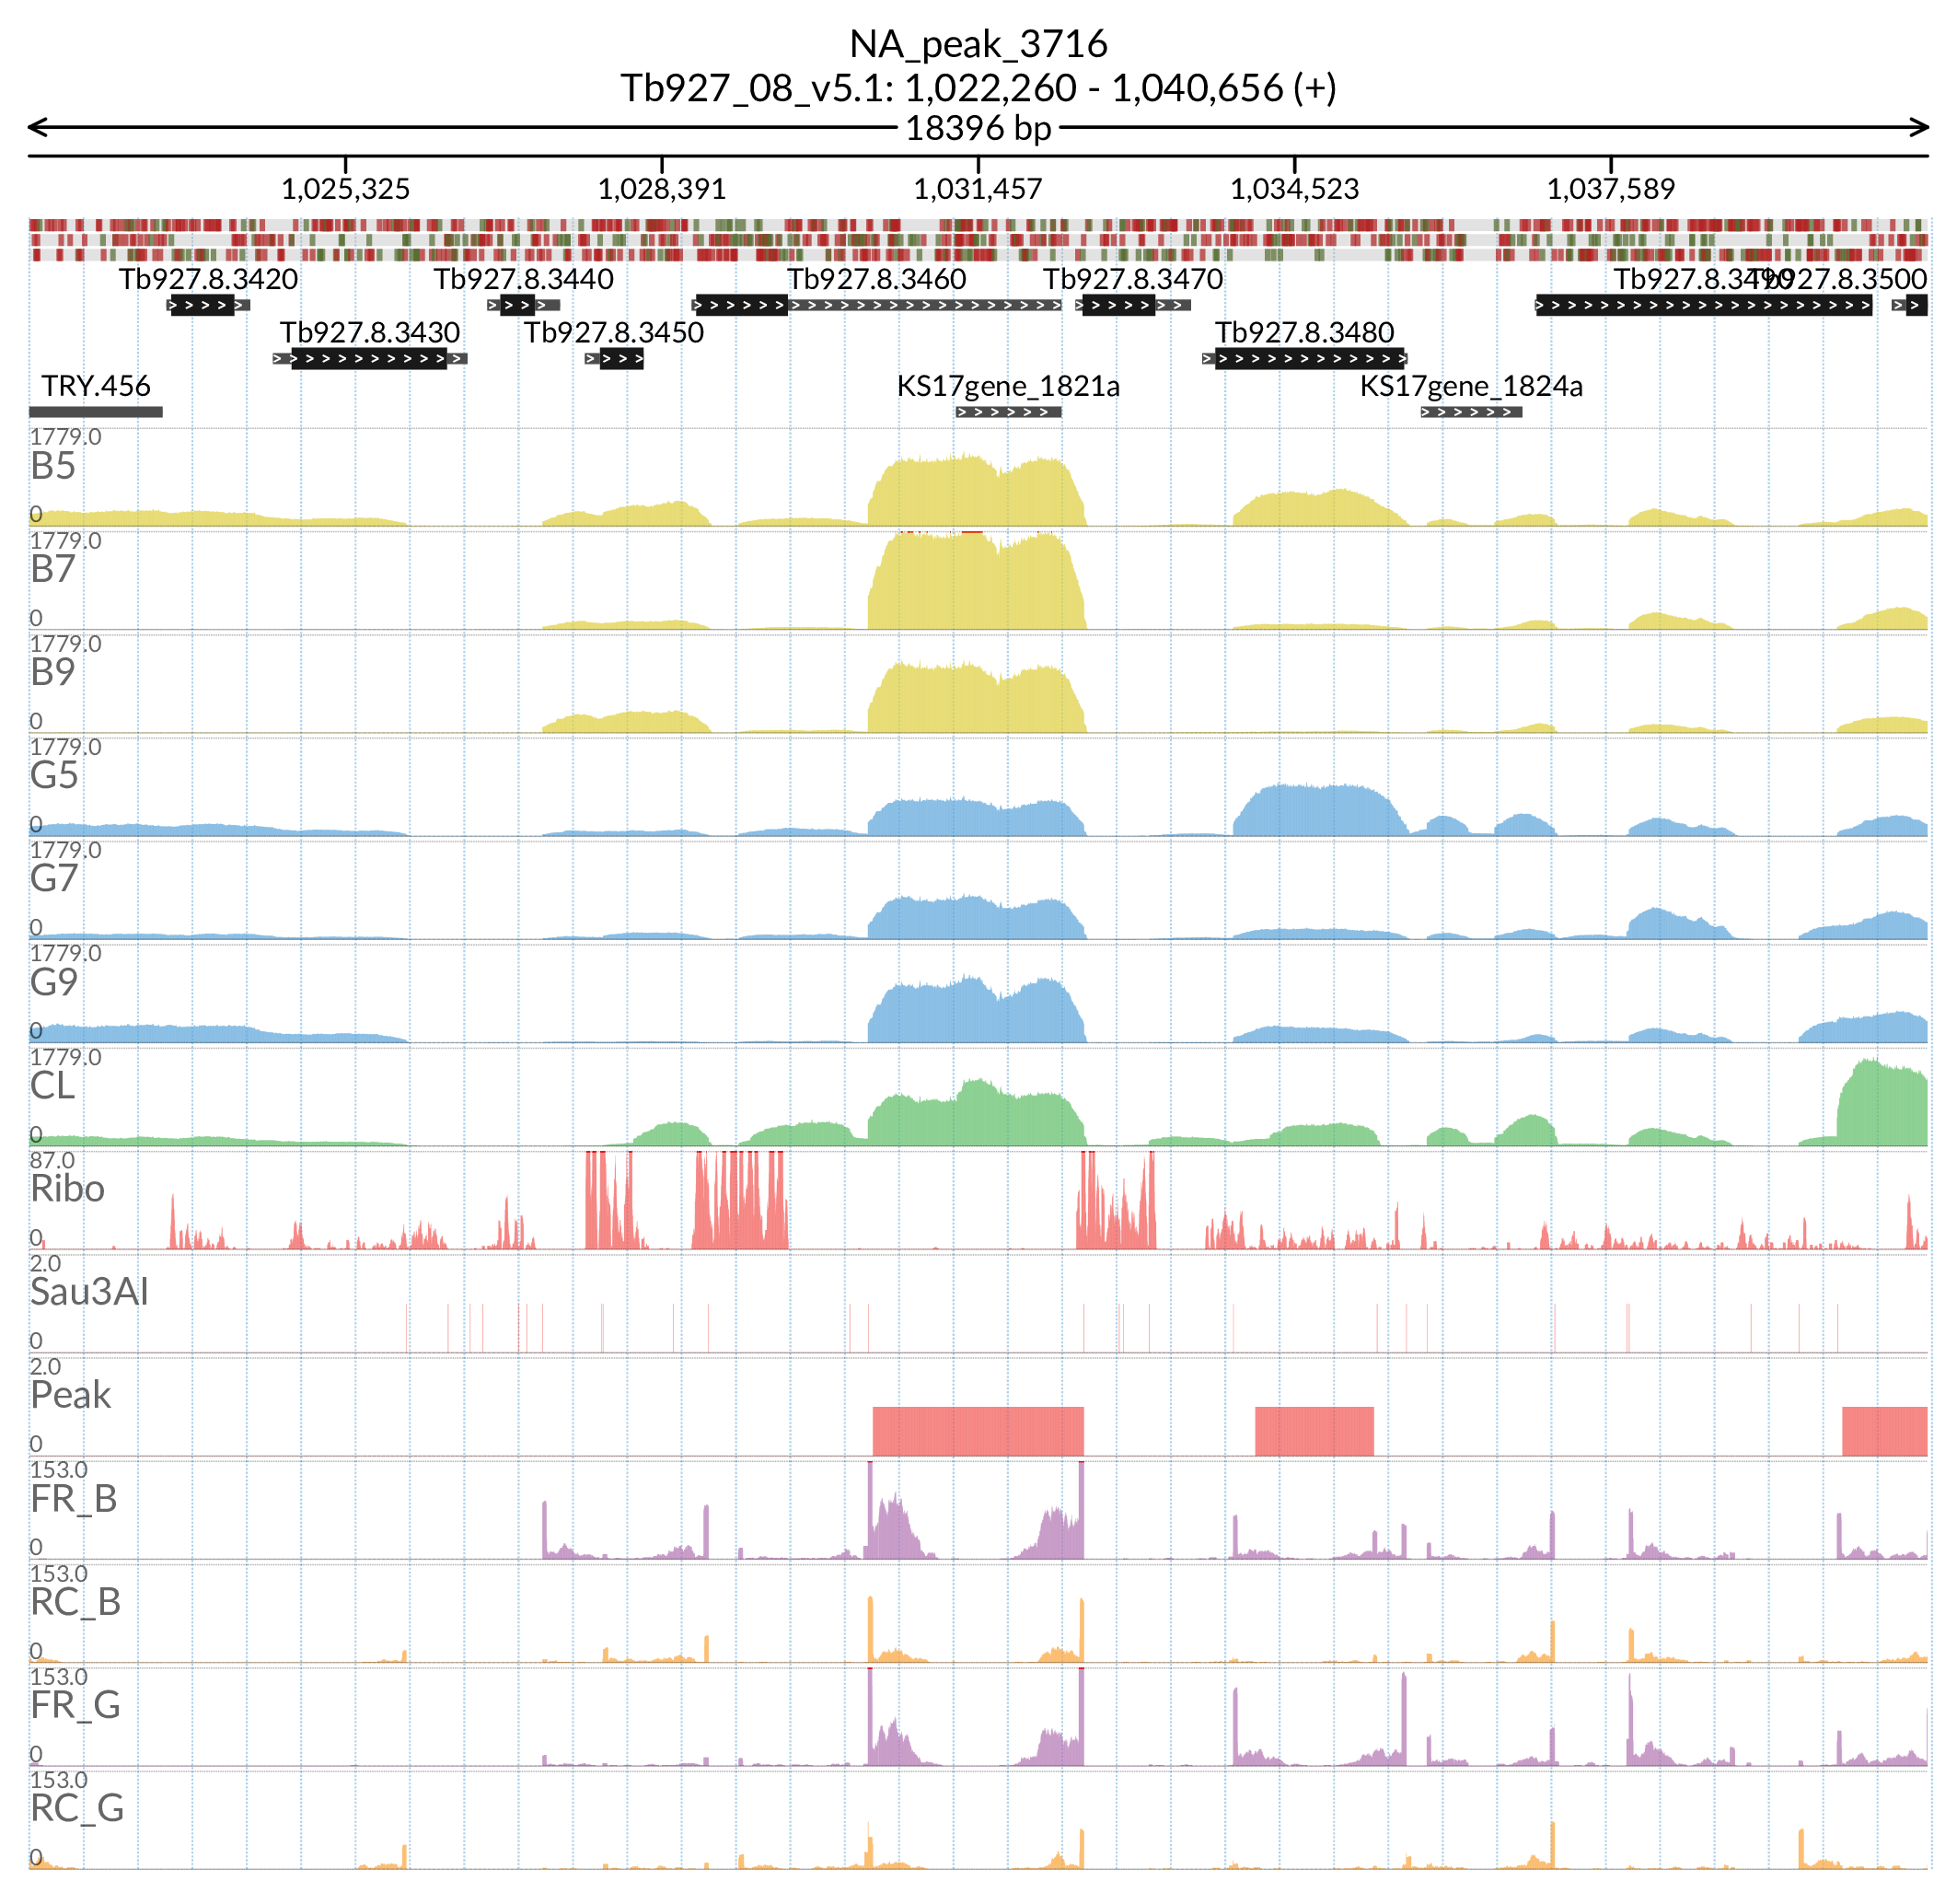 NA_peak_3716
Tb927_08_v5.1: 1,022,260 - 1,040,656 (+)
18396 bp
1,025,325 1,028,391 1,031,457 1,034,523 1,037,589
Tb927.8.3420 Tb927.8.3440 Tb927.8.3460 Tb927.8.3470 Tb927.8.3490 Tb927.8.3500
Tb927.8.3430 Tb927.8.3450 Tb927.8.3480
TRY.456 KS17gene_1821a KS17gene_1824a
1779.0
B5
0
1779.0
B7
0
1779.0
B9
0
1779.0
G5
0
1779.0
G7
0
1779.0
G9
0
1779.0
CL
0
87.0
Ribo
0
2.0
Sau3AI
0
2.0
Peak
0
153.0
FR_B
0
153.0
RC_B
0
153.0
FR_G
0
153.0
RC_G
0